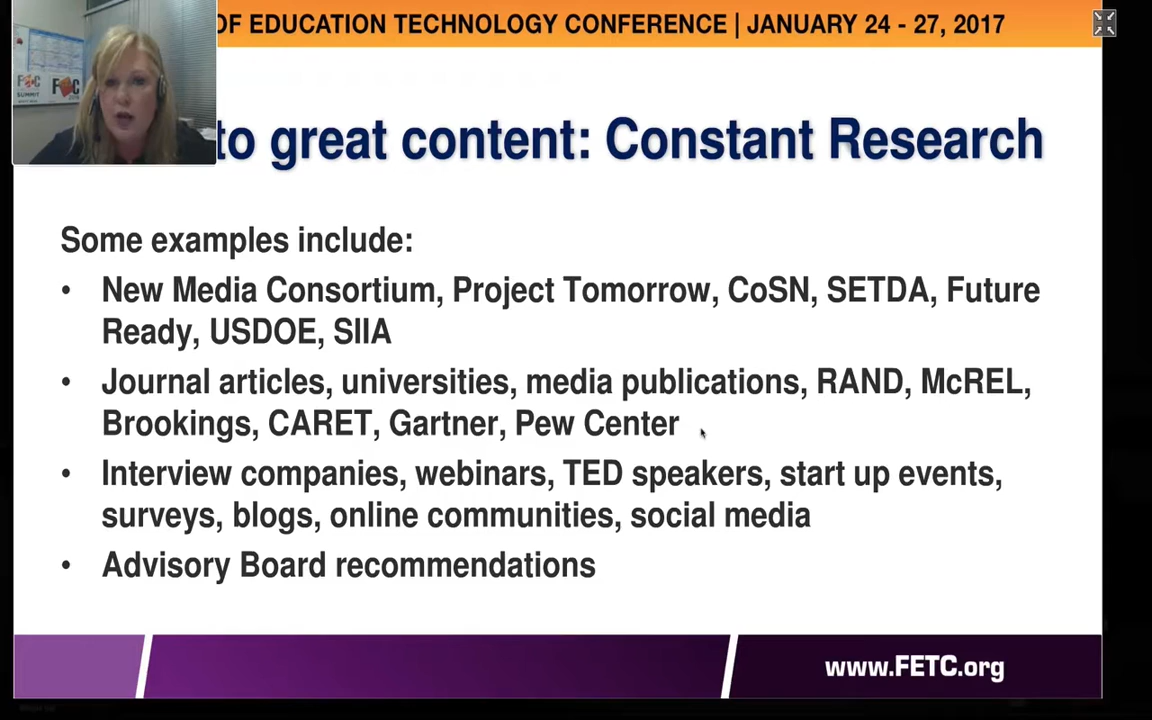 OF EDUCATION TECHNOLOGY CONFERENCE | JANUARY 24 - 27, 2017
to great content: Constant Research
Some examples include:
• New Media Consortium, Project Tomorrow, CoSN, SETDA, Future
Ready, USDOE, SIIA
• Journal articles, universities, media publications, RAND, McREL,
Brookings, CARET, Gartner, Pew Center
• Interview companies, webinars, TED speakers, start up events,
surveys, blogs, online communities, social media
• Advisory Board recommendations
www.FETC.org